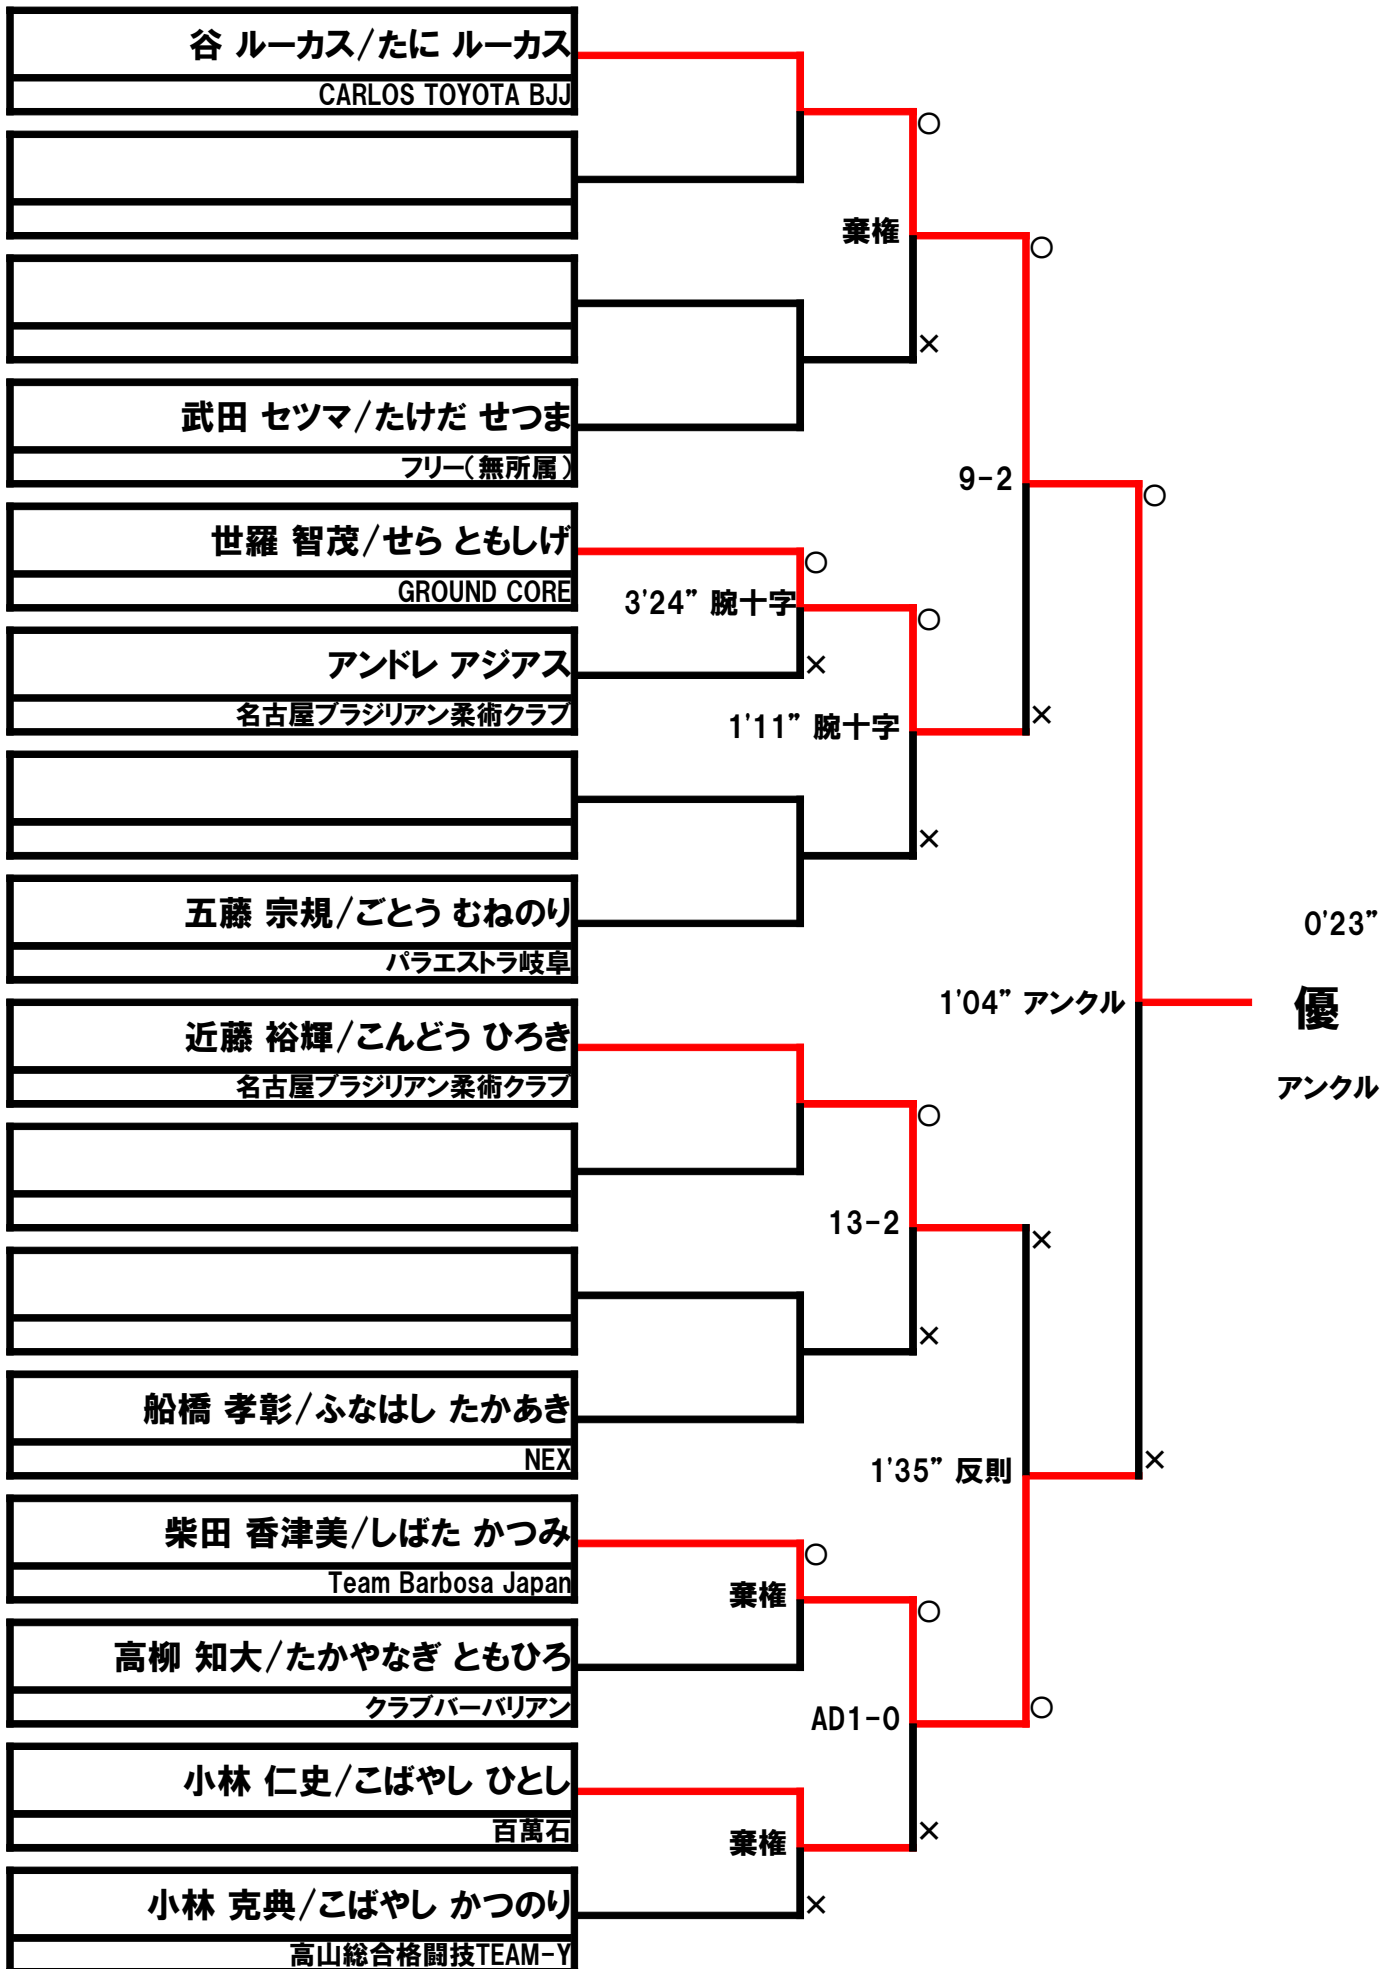 谷 ルーカス/たに ルーカス
CARLOS TOYOTA BJJ
○
棄権
○
×
武田 セツマ/たけだ せつま
フリー(無所属)
9-2
○
世羅 智茂/せら ともしげ
GROUND CORE
○
3'24” 腕十字
○
アンドレ アジアス
×
名古屋ブラジリアン柔術クラブ
1'11” 腕十字
×
×
五藤 宗規/ごとう むねのり
パラエストラ岐阜
0'23”
1'04” アンクル
優
アンクル
近藤 裕輝/こんどう ひろき
名古屋ブラジリアン柔術クラブ
○
13-2
×
×
船橋 孝彰/ふなはし たかあき
NEX
1'35” 反則
×
柴田 香津美/しばた かつみ
Team Barbosa Japan
○
棄権
○
高柳 知大/たかやなぎ ともひろ
クラブバーバリアン
AD1-0
○
小林 仁史/こばやし ひとし
百萬石
棄権
×
小林 克典/こばやし かつのり
×
高山総合格闘技TEAM-Y